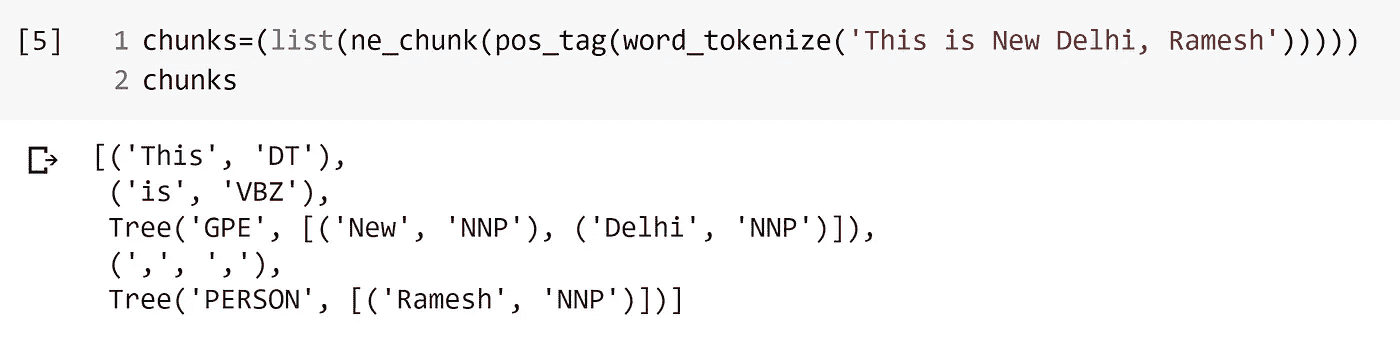 [5] 1 chunks=(list(ne_chunk(pos_tag(word_tokenize('This is New Delhi, Ramesh')))))
2 chunks
[('This', 'DT'),
('is', 'VBZ'),
Tree('GPE', [('New', 'NNP'), ('Delhi', 'NNP')]),
(',', ','),
Tree('PERSON', [('Ramesh', 'NNP')])]